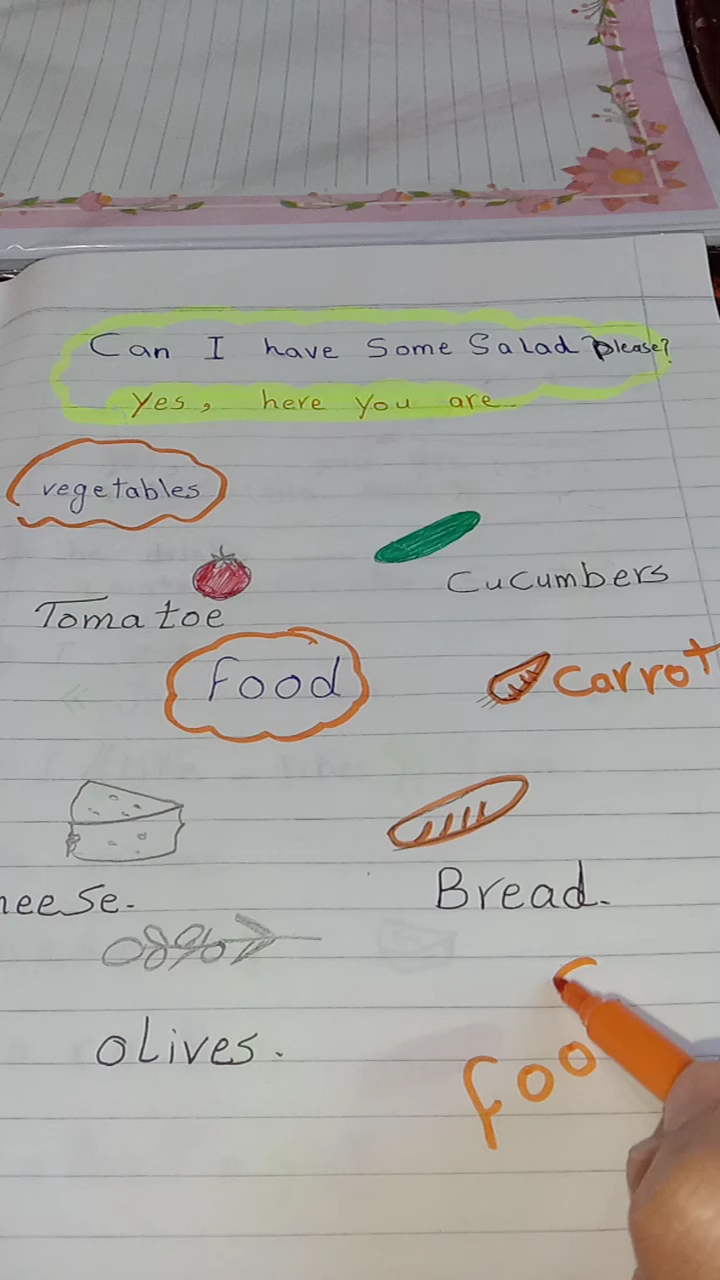 Can I have Some Salad please?
Yes, here you are
vegetables
Cucumbers
Tomatoe
Food
Carrot
heese.
Bread.
oLives.
foo